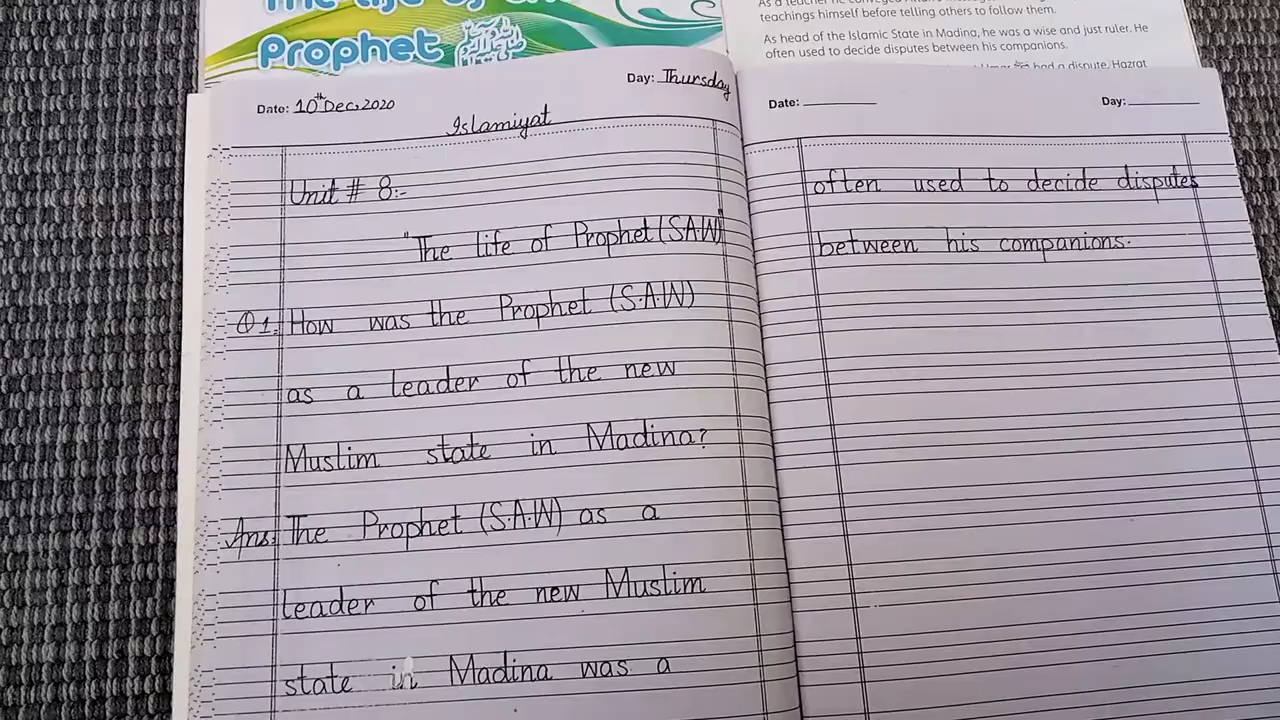 Prophet
teachings himself before telling others to follow them.
As head of the Islamic State in Madina, he was a wise and just ruler. He
often used to decide disputes between his companions.
had a dispute. Hazrat
Day: Thursday
Date: 10th Dec, 2020
Islamiyat
Unit # 8:-
"The life of Prophet (S.A.W)"
Q1. How was the Prophet (S.A.W)
as a leader of the new
Muslim state in Madina?
Ans: The Prophet (S.A.W) as a
leader of the new Muslim
state in Madina was a
Date: Day:
often used to decide disputes
between his companions.